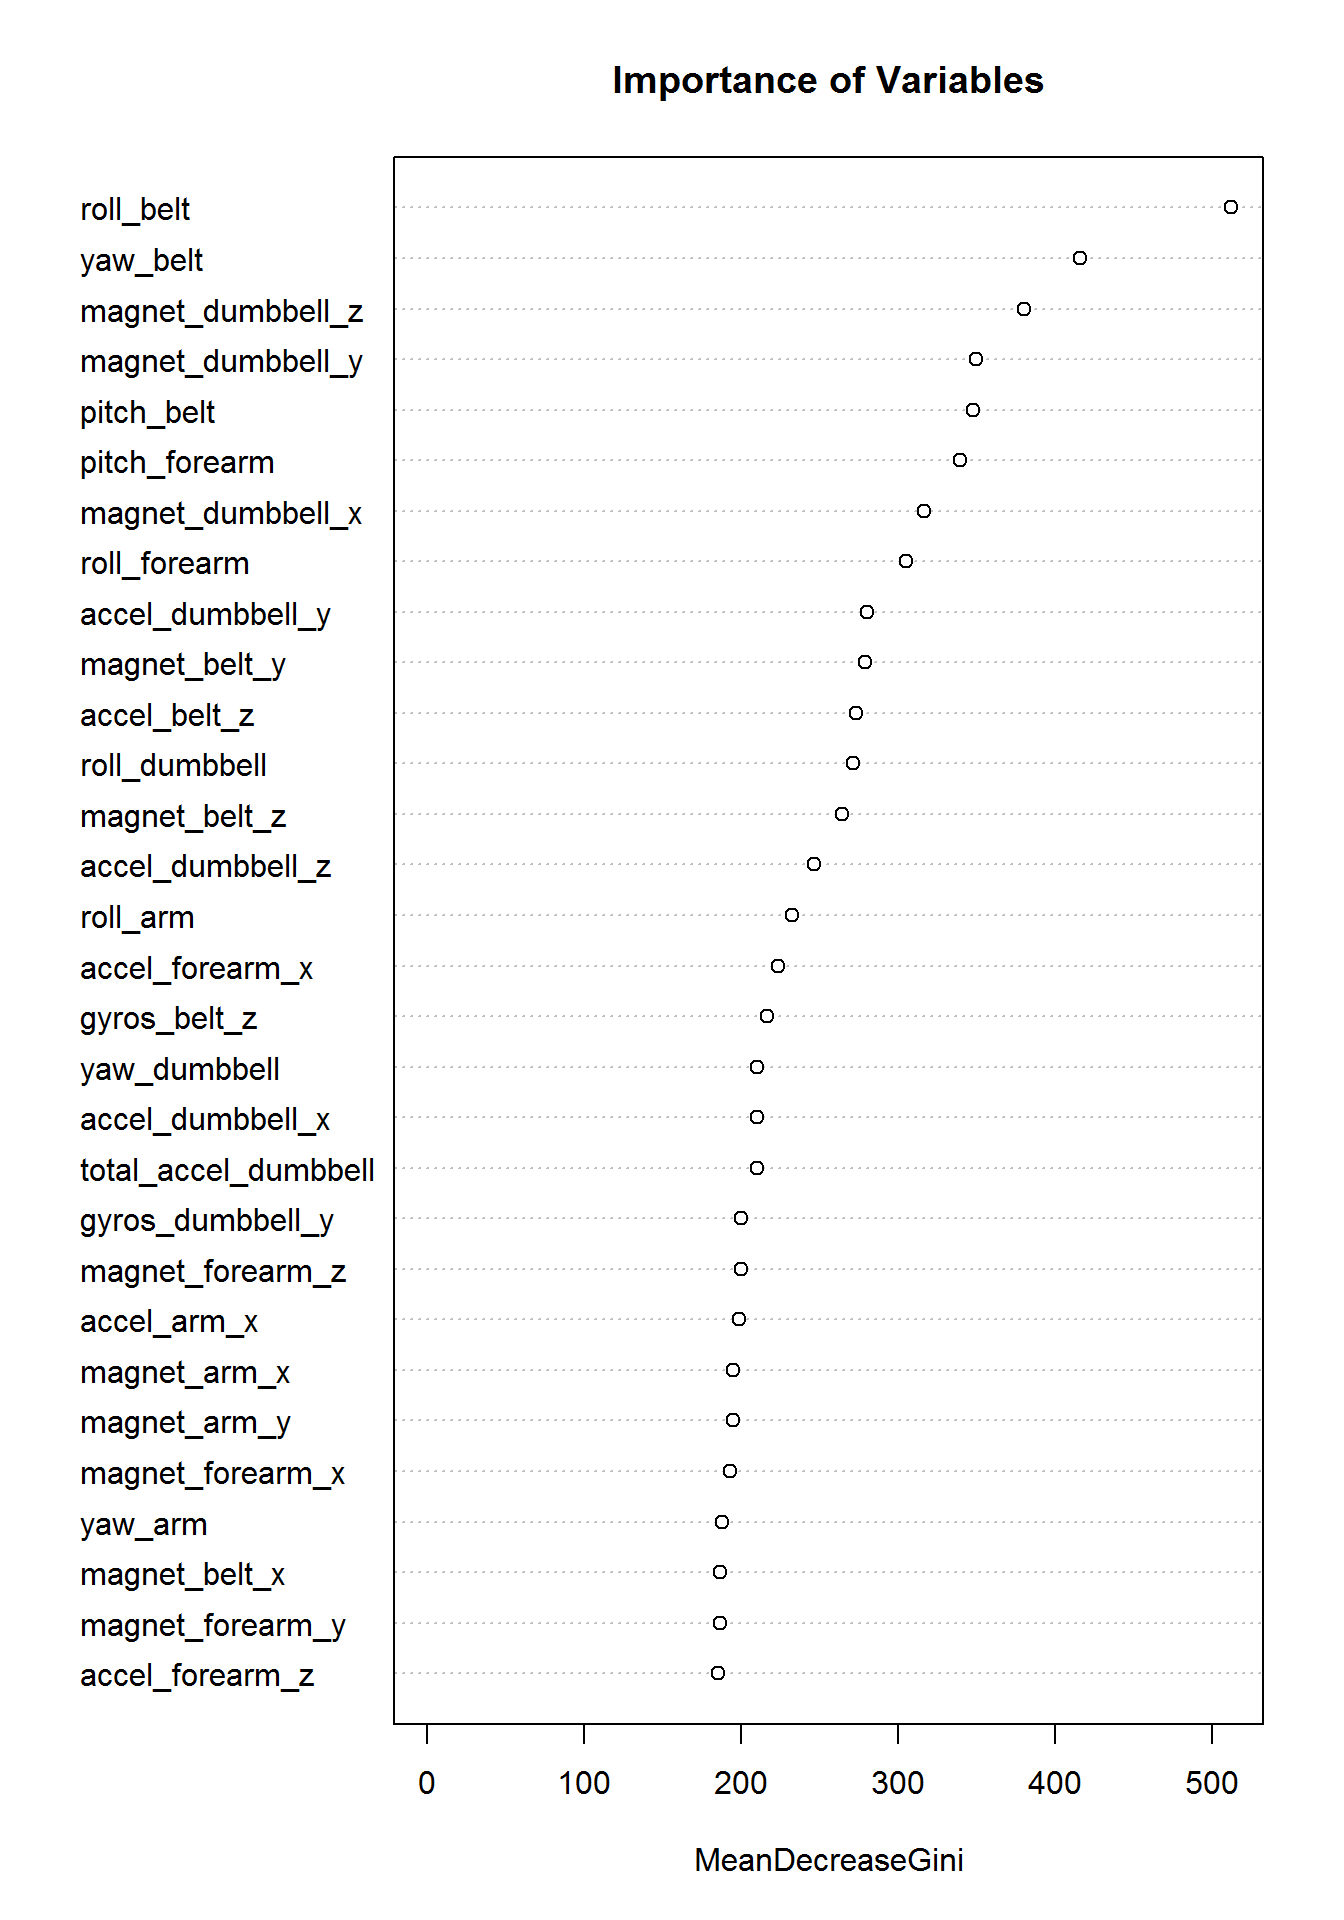 Importance of Variables
roll_belt
yaw_belt
magnet_dumbbell_z
magnet_dumbbell_y
pitch_belt
pitch_forearm
magnet_dumbbell_x
roll_forearm
accel_dumbbell_y
magnet_belt_y
accel_belt_z
roll_dumbbell
magnet_belt_z
accel_dumbbell_z
roll_arm
accel_forearm_x
gyros_belt_z
yaw_dumbbell
accel_dumbbell_x
total_accel_dumbbell
gyros_dumbbell_y
magnet_forearm_z
accel_arm_x
magnet_arm_x
magnet_arm_y
magnet_forearm_x
yaw_arm
magnet_belt_x
magnet_forearm_y
accel_forearm_z
0 100 200 300 400 500
MeanDecreaseGini